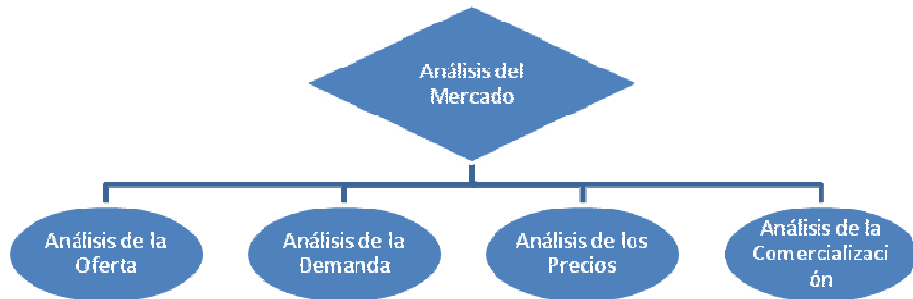 Análisis del
Mercado
Análisis de la
Oferta
Análisis de la
Demanda
Análisis de los
Precios
Análisis de la
Comercializaci
ón